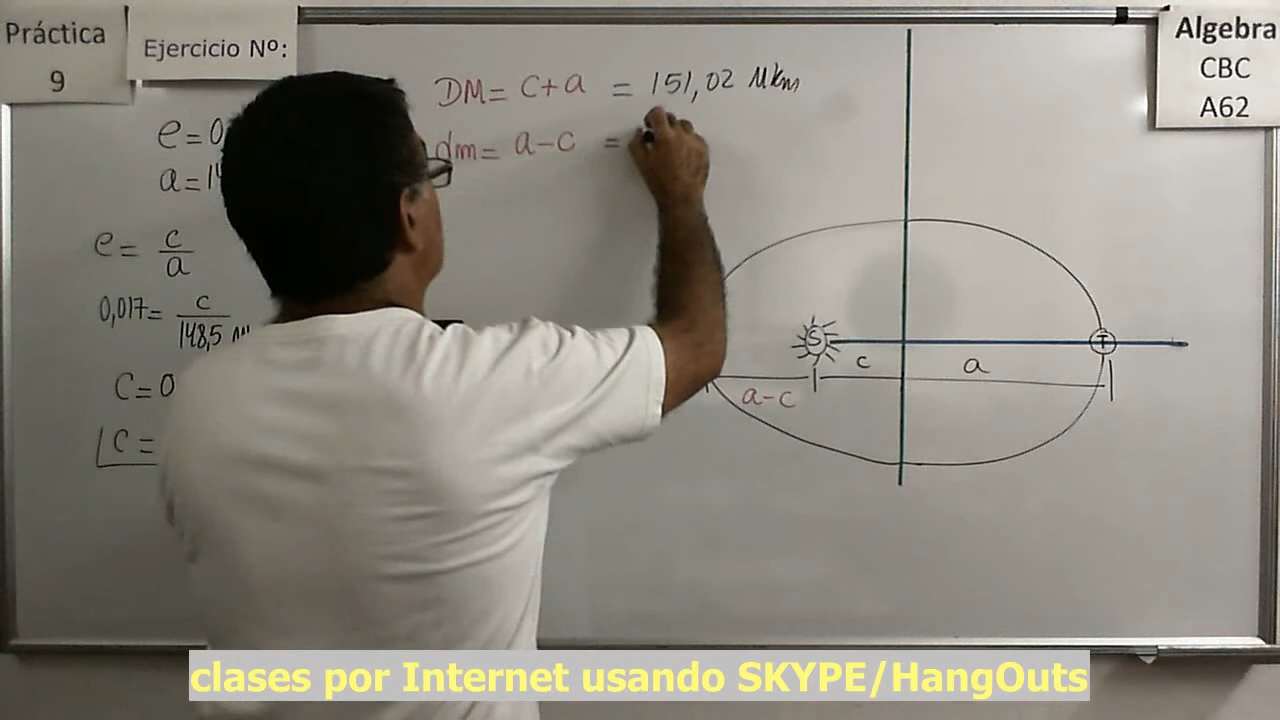 Práctica
9
Ejercicio Nº:
Algebra
CBC
A62
DM= c+a = 151,02 Mkm
dm= a-c =
e=0
a=14
e= c/a
0,017= c/148,5 M
C=0
C=
S
T
c
a
a-c
clases por Internet usando SKYPE/HangOuts